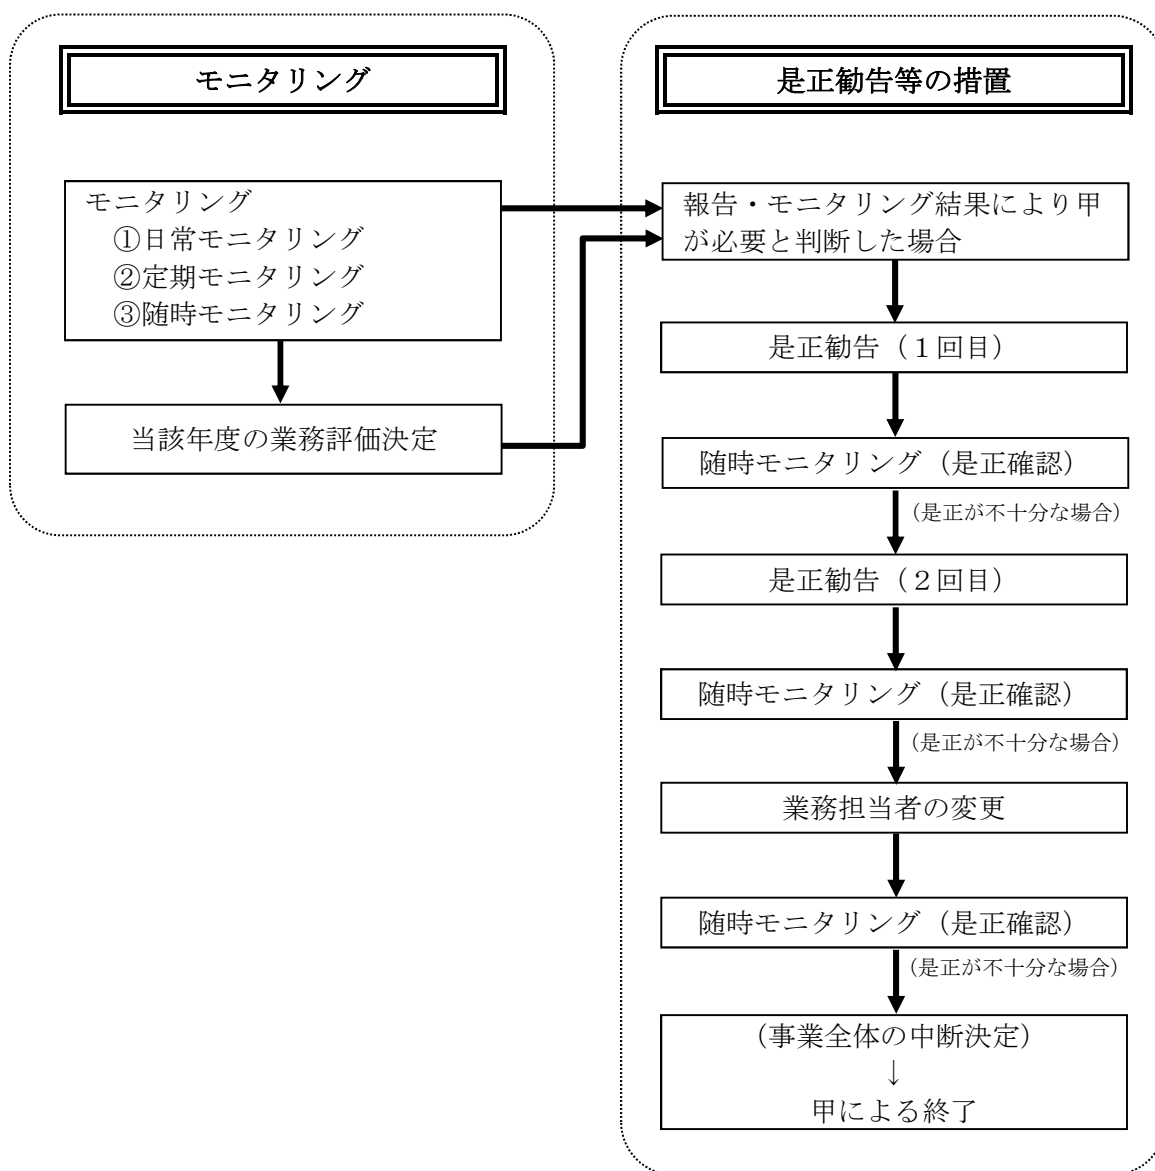 モニタリング
モニタリング
①日常モニタリング
②定期モニタリング
③随時モニタリング
当該年度の業務評価決定
是正勧告等の措置
報告・モニタリング結果により甲
が必要と判断した場合
是正勧告（１回目）
随時モニタリング（是正確認）
（是正が不十分な場合）
是正勧告（２回目）
随時モニタリング（是正確認）
（是正が不十分な場合）
業務担当者の変更
随時モニタリング（是正確認）
（是正が不十分な場合）
（事業全体の中断決定）
↓
甲による終了